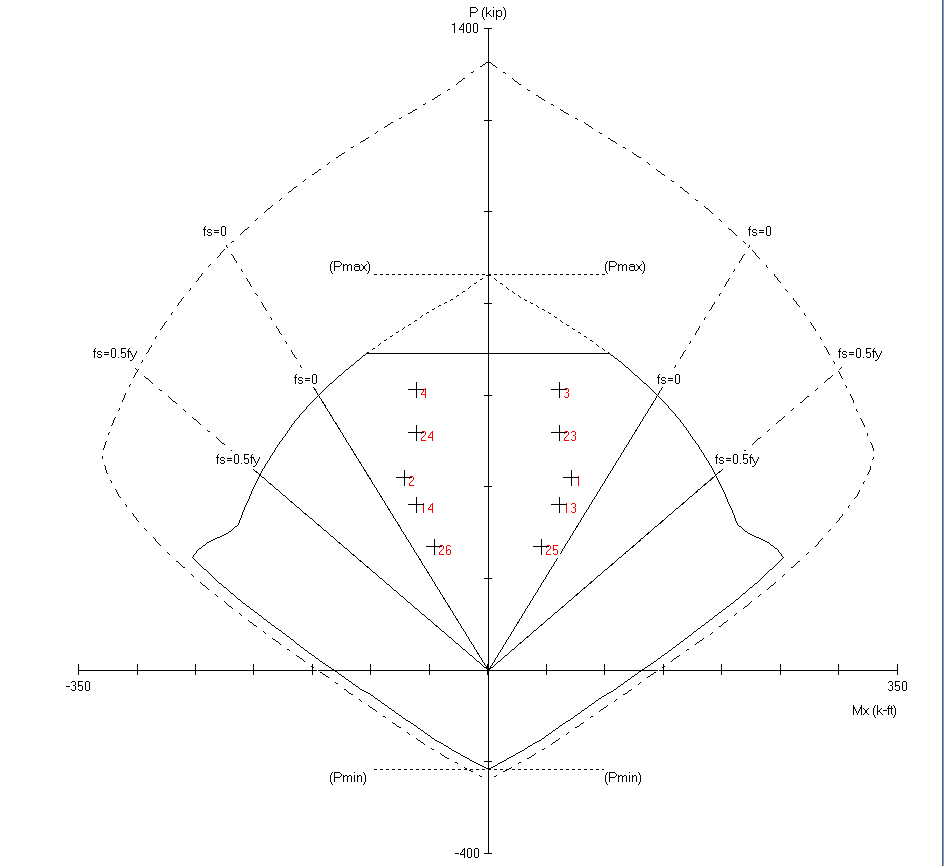 P (kip)
1400
fs=0 fs=0
(Pmax) (Pmax)
fs=0.5fy fs=0.5fy
fs=0 fs=0
4 3
24 23
fs=0.5fy fs=0.5fy
2 1
14 13
26 25
-350 350
Mx (k-ft)
(Pmin) (Pmin)
-400